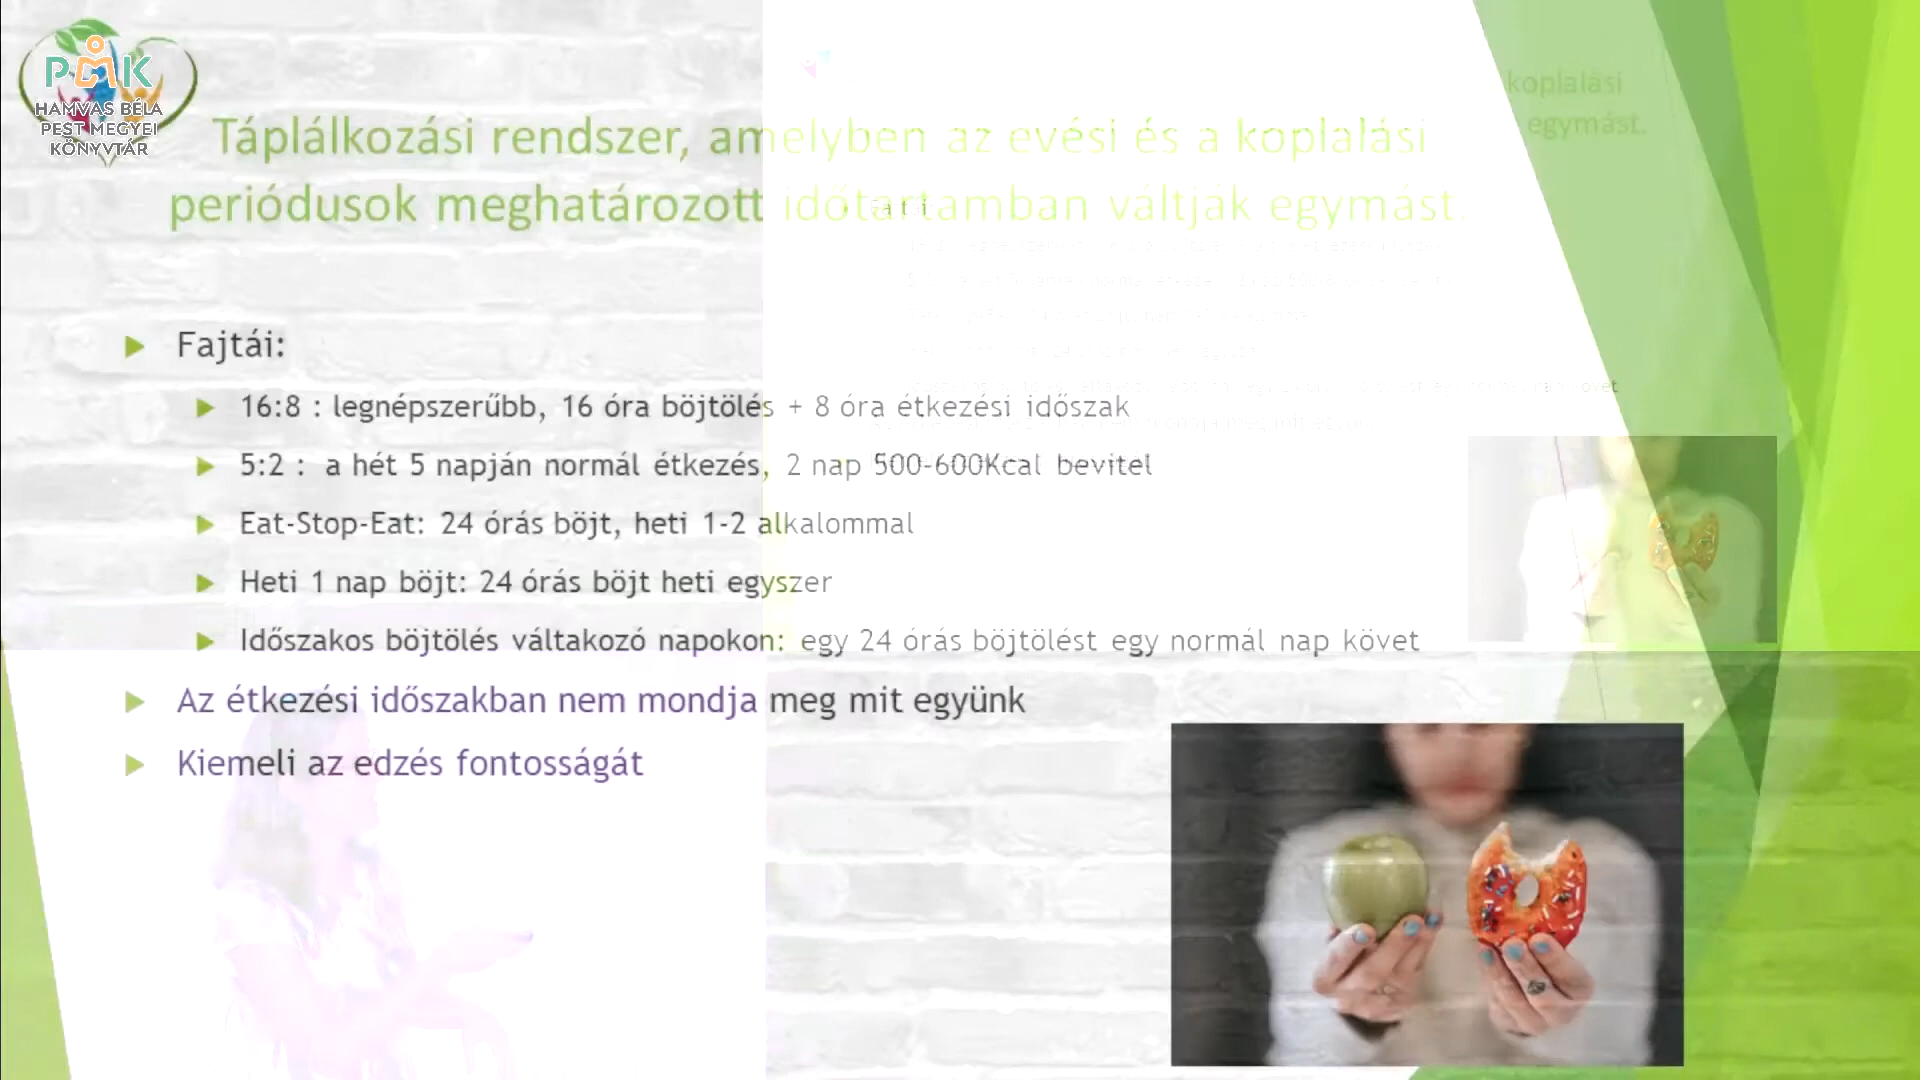 PMK
HAMVAS BÉLA
PEST MEGYEI
KÖNYVTÁR
Táplálkozási rendszer, amelyben az evési és a koplalási
periódusok meghatározott időtartamban váltják egymást.
koplalási
egymást.
Fajtái:
16:8 : legnépszerűbb, 16 óra böjtölés + 8 óra étkezési időszak
5:2 : a hét 5 napján normál étkezés, 2 nap 500-600Kcal bevitel
Eat-Stop-Eat: 24 órás böjt, heti 1-2 alkalommal
Heti 1 nap böjt: 24 órás böjt heti egyszer
Időszakos böjtölés váltakozó napokon: egy 24 órás böjtölést egy normál nap követ
Az étkezési időszakban nem mondja meg mit együnk
Kiemeli az edzés fontosságát